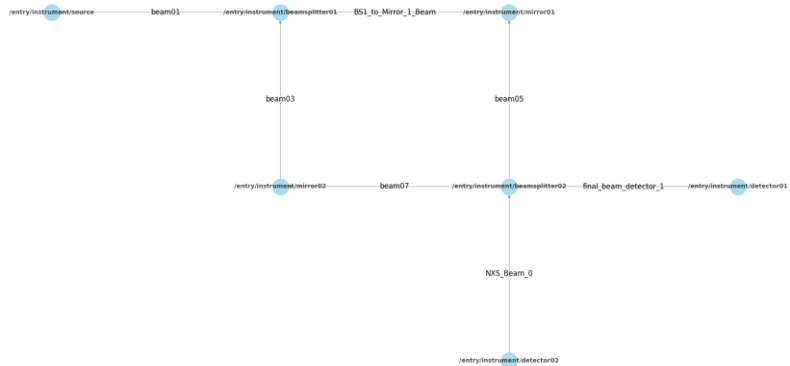 /entry/instrument/source beam01 /entry/instrument/beamsplitter01 BS1_to_Mirror_1_Beam /entry/instrument/mirror01
beam03 beam05
/entry/instrument/mirror02 beam07 /entry/instrument/beamsplitter02 final_beam_detector_1 /entry/instrument/detector01
NXS_Beam_0
/entry/instrument/detector02